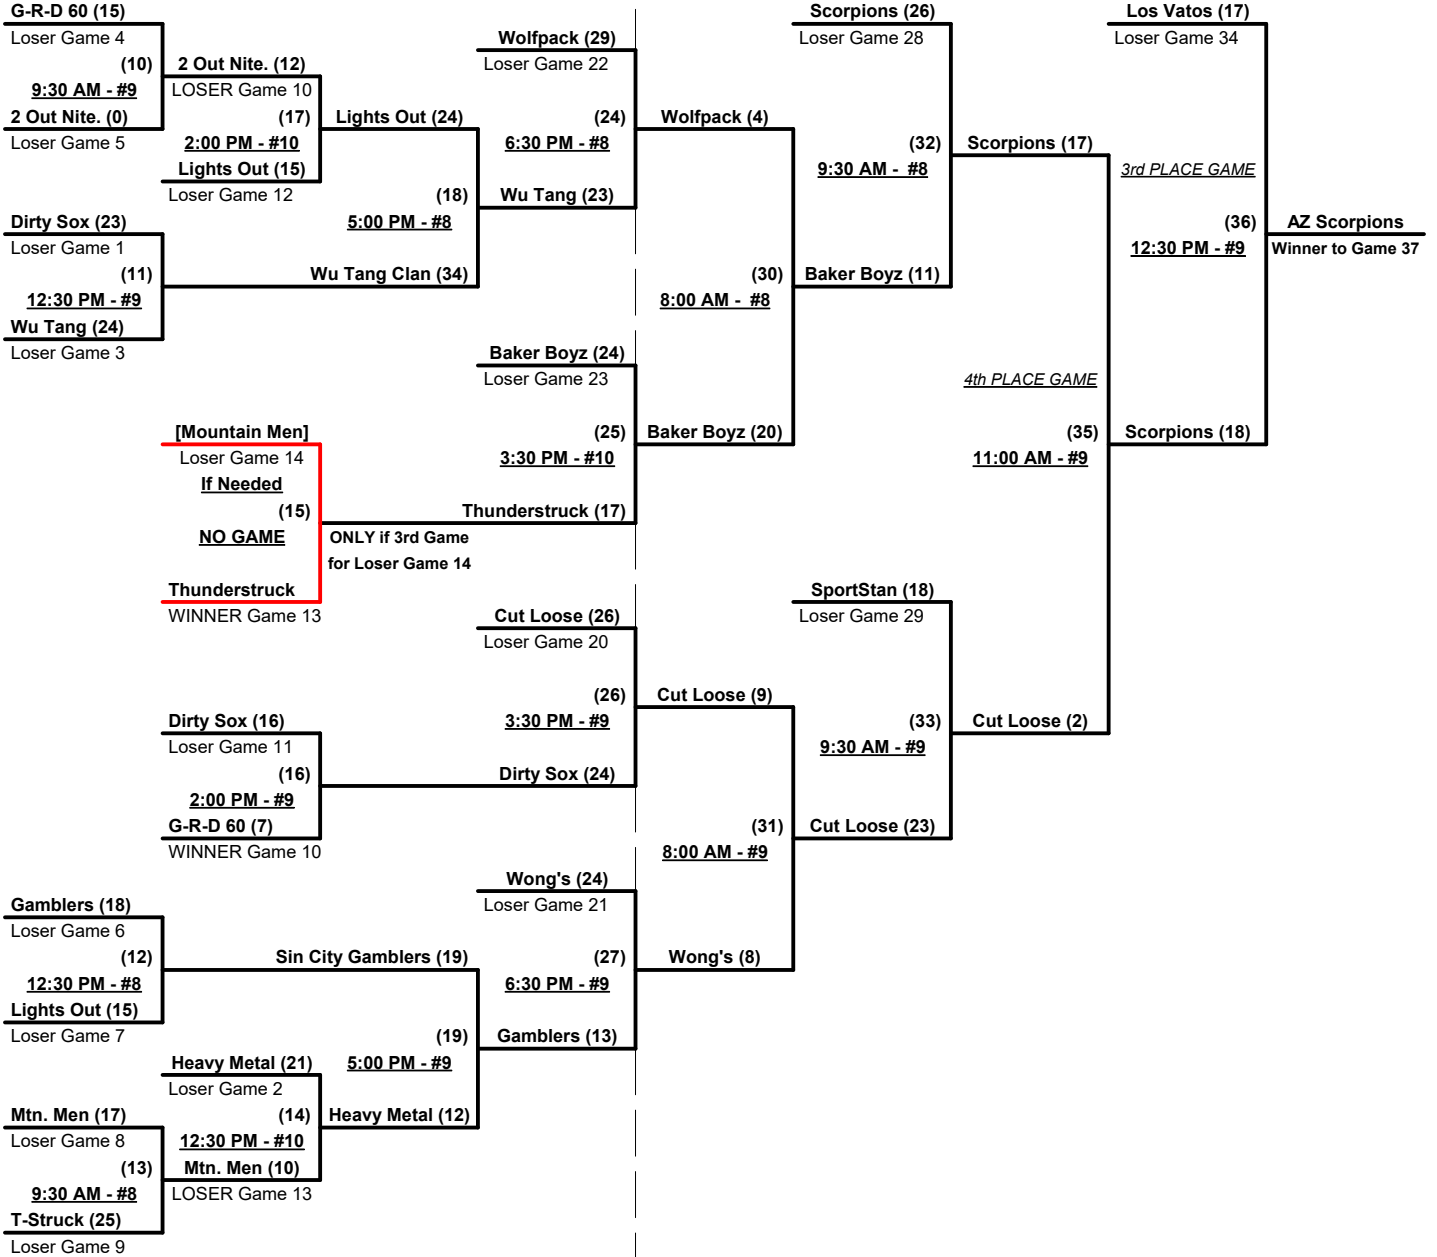 G-R-D 60 (15)
Loser Game 4
(10)
9:30 AM - #9
2 Out Nite. (0)
Loser Game 5
2 Out Nite. (12)
LOSER Game 10
(17)
2:00 PM - #10
Lights Out (15)
Loser Game 12
Dirty Sox (23)
Loser Game 1
(11)
12:30 PM - #9
Wu Tang (24)
Loser Game 3
Lights Out (24)
(18)
5:00 PM - #8
Wu Tang Clan (34)
Wolfpack (29)
Loser Game 22
(24)
6:30 PM - #8
Wu Tang (23)
Baker Boyz (24)
Loser Game 23
(25)
3:30 PM - #10
Thunderstruck (17)
[Mountain Men]
Loser Game 14
If Needed
(15)
NO GAME
Thunderstruck
WINNER Game 13
ONLY if 3rd Game
for Loser Game 14
Cut Loose (26)
Loser Game 20
(26)
3:30 PM - #9
Dirty Sox (24)
Dirty Sox (16)
Loser Game 11
(16)
2:00 PM - #9
G-R-D 60 (7)
WINNER Game 10
Wong's (24)
Loser Game 21
(27)
6:30 PM - #9
Gamblers (13)
Gamblers (18)
Loser Game 6
(12)
12:30 PM - #8
Lights Out (15)
Loser Game 7
Sin City Gamblers (19)
(19)
5:00 PM - #9
Heavy Metal (12)
Heavy Metal (21)
Loser Game 2
(14)
12:30 PM - #10
Mtn. Men (10)
LOSER Game 13
Mtn. Men (17)
Loser Game 8
(13)
9:30 AM - #8
T-Struck (25)
Loser Game 9
Wolfpack (4)
(30)
8:00 AM - #8
Baker Boyz (20)
Cut Loose (9)
(31)
8:00 AM - #9
Wong's (8)
Scorpions (26)
Loser Game 28
(32)
9:30 AM - #8
Baker Boyz (11)
SportStan (18)
Loser Game 29
(33)
9:30 AM - #9
Cut Loose (23)
Scorpions (17)
4th PLACE GAME
(35)
11:00 AM - #9
Cut Loose (2)
Los Vatos (17)
Loser Game 34
3rd PLACE GAME
(36)
12:30 PM - #9
Scorpions (18)
AZ Scorpions
Winner to Game 37